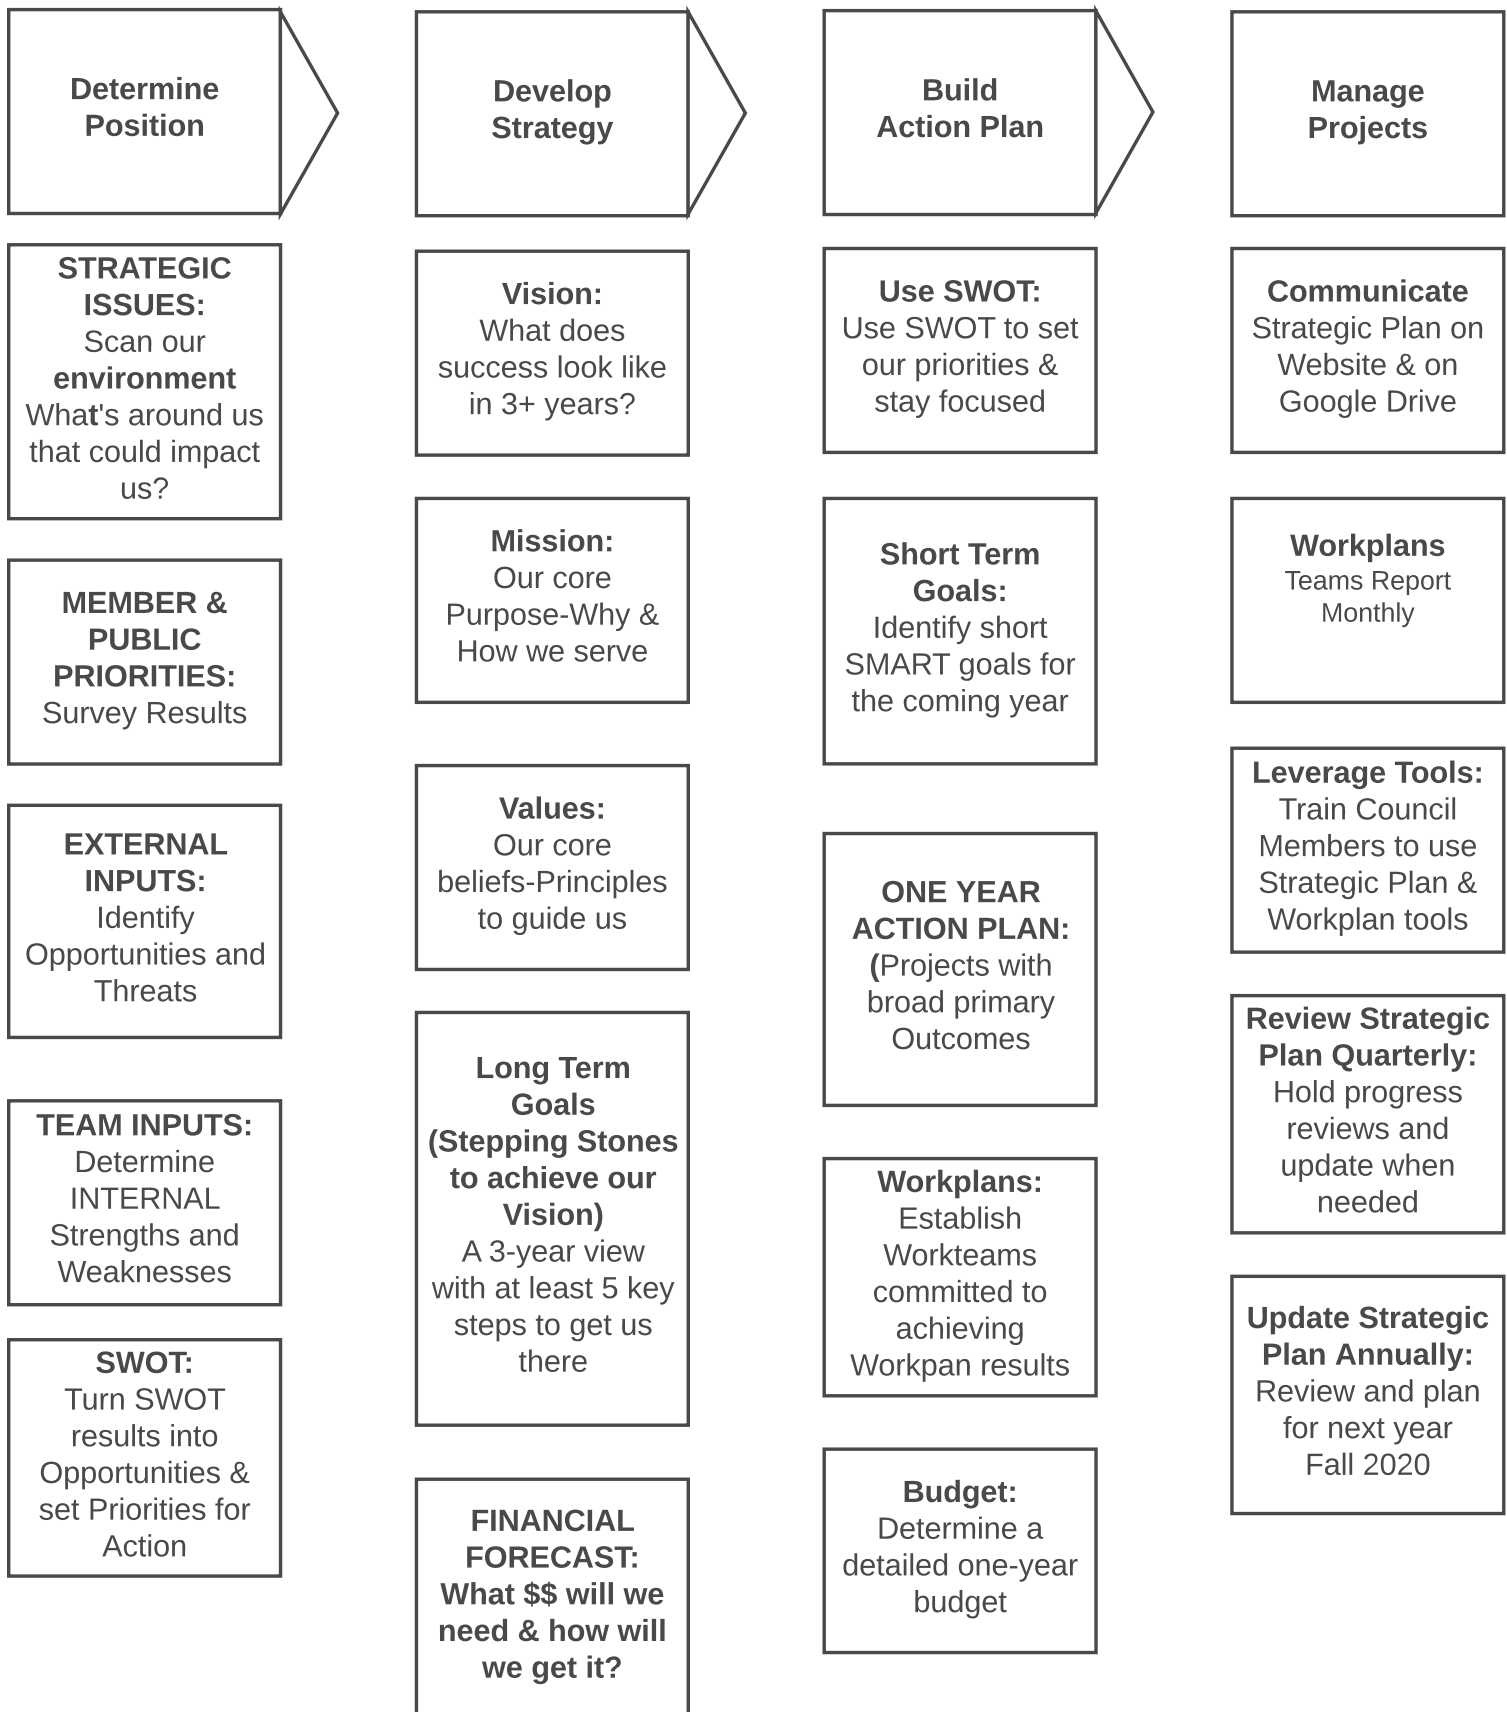 Determine
Position
Develop
Strategy
Build
Action Plan
Manage
Projects
STRATEGIC
ISSUES:
Scan our
environment
What's around us
that could impact
us?
MEMBER &
PUBLIC
PRIORITIES:
Survey Results
EXTERNAL
INPUTS:
Identify
Opportunities and
Threats
TEAM INPUTS:
Determine
INTERNAL
Strengths and
Weaknesses
SWOT:
Turn SWOT
results into
Opportunities &
set Priorities for
Action
Vision:
What does
success look like
in 3+ years?
Mission:
Our core
Purpose-Why &
How we serve
Values:
Our core
beliefs-Principles
to guide us
Long Term
Goals
(Stepping Stones
to achieve our
Vision)
A 3-year view
with at least 5 key
steps to get us
there
FINANCIAL
FORECAST:
What $$ will we
need & how will
we get it?
Use SWOT:
Use SWOT to set
our priorities &
stay focused
Short Term
Goals:
Identify short
SMART goals for
the coming year
ONE YEAR
ACTION PLAN:
(Projects with
broad primary
Outcomes
Workplans:
Establish
Workteams
committed to
achieving
Workpan results
Budget:
Determine a
detailed one-year
budget
Communicate
Strategic Plan on
Website & on
Google Drive
Workplans
Teams Report
Monthly
Leverage Tools:
Train Council
Members to use
Strategic Plan &
Workplan tools
Review Strategic
Plan Quarterly:
Hold progress
reviews and
update when
needed
Update Strategic
Plan Annually:
Review and plan
for next year
Fall 2020